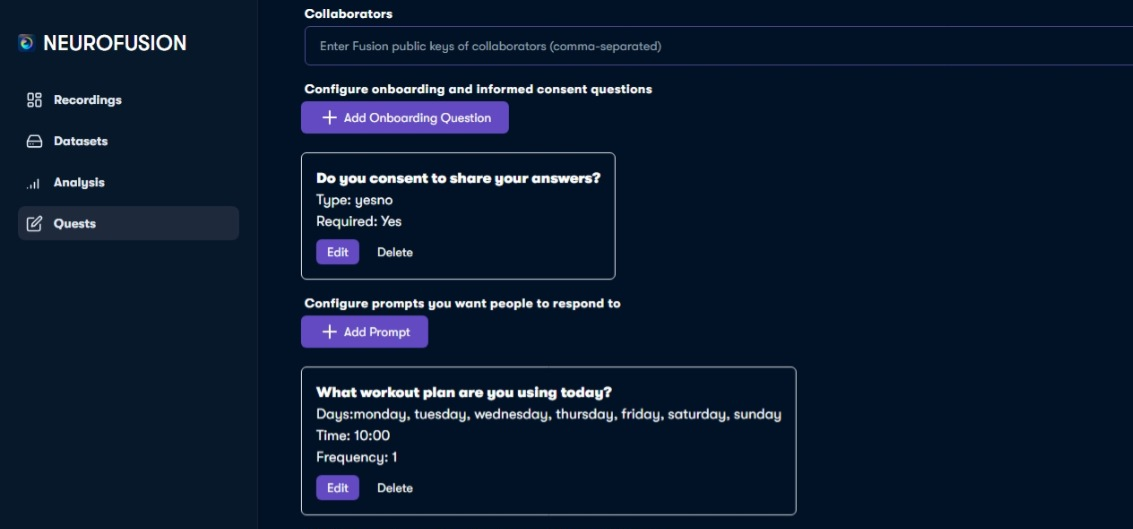 NEUROFUSION
Recordings
Datasets
Analysis
Quests
Collaborators
Enter Fusion public keys of collaborators (comma-separated)
Configure onboarding and informed consent questions
+ Add Onboarding Question
Do you consent to share your answers?
Type: yesno
Required: Yes
Edit Delete
Configure prompts you want people to respond to
+ Add Prompt
What workout plan are you using today?
Days:monday, tuesday, wednesday, thursday, friday, saturday, sunday
Time: 10:00
Frequency: 1
Edit Delete